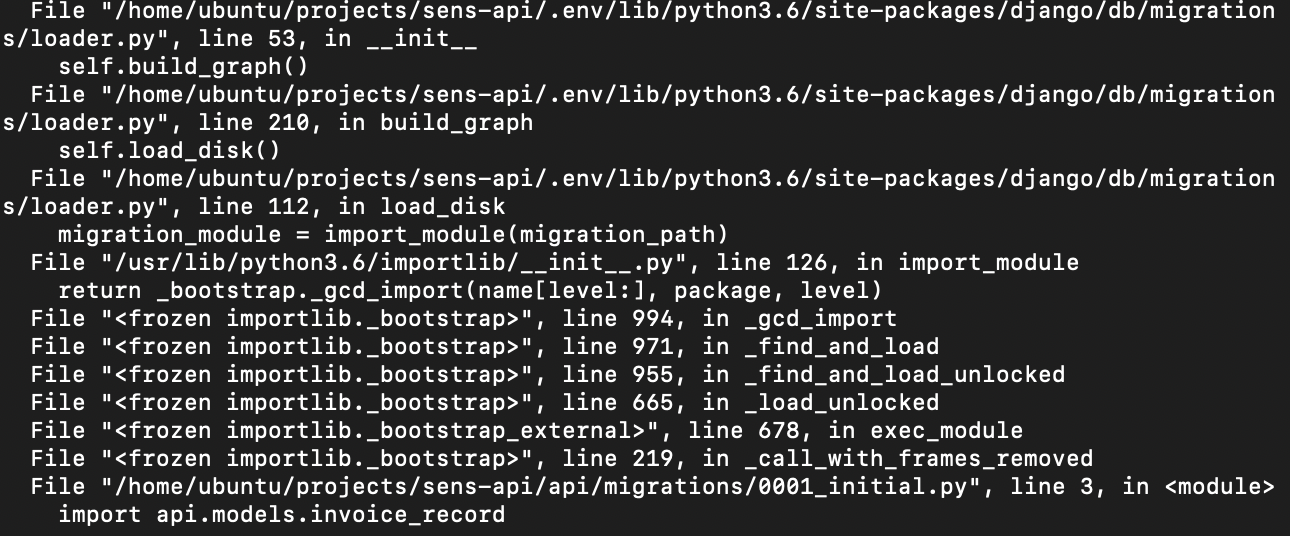 File "/home/ubuntu/projects/sens-api/.env/lib/python3.6/site-packages/django/db/migration
s/loader.py", line 53, in __init__
self.build_graph()
File "/home/ubuntu/projects/sens-api/.env/lib/python3.6/site-packages/django/db/migration
s/loader.py", line 210, in build_graph
self.load_disk()
File "/home/ubuntu/projects/sens-api/.env/lib/python3.6/site-packages/django/db/migration
s/loader.py", line 112, in load_disk
migration_module = import_module(migration_path)
File "/usr/lib/python3.6/importlib/__init__.py", line 126, in import_module
return _bootstrap._gcd_import(name[level:], package, level)
File "<frozen importlib._bootstrap>", line 994, in _gcd_import
File "<frozen importlib._bootstrap>", line 971, in _find_and_load
File "<frozen importlib._bootstrap>", line 955, in _find_and_load_unlocked
File "<frozen importlib._bootstrap>", line 665, in _load_unlocked
File "<frozen importlib._bootstrap_external>", line 678, in exec_module
File "<frozen importlib._bootstrap>", line 219, in _call_with_frames_removed
File "/home/ubuntu/projects/sens-api/api/migrations/0001_initial.py", line 3, in <module>
import api.models.invoice_record